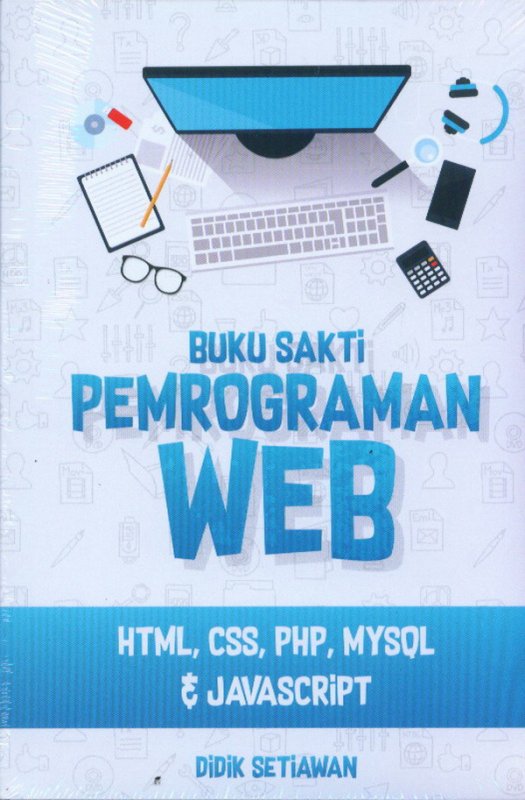 BUKU SAKTI
PEMROGRAMAN
WEB
HTML, CSS, PHP, MYSQL
& JAVASCRIPT
DIDIK SETIAWAN